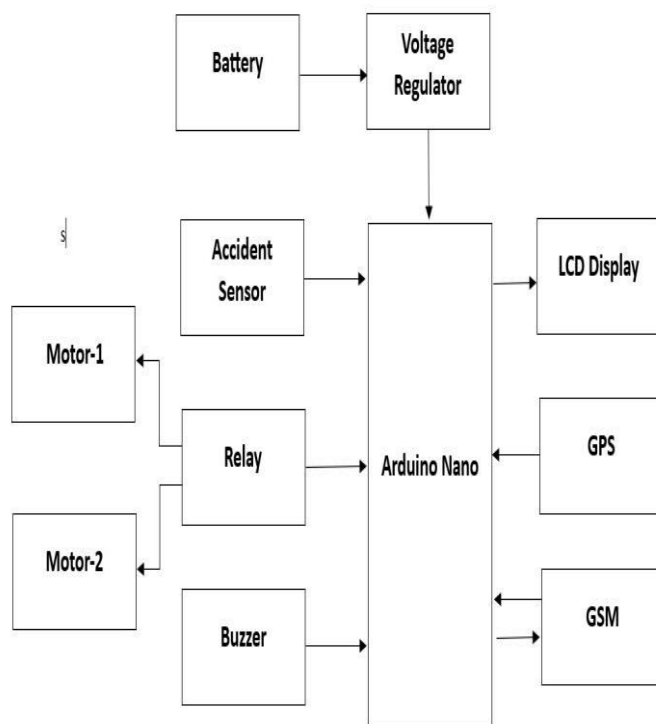 Battery
Voltage
Regulator
s
Accident
Sensor
LCD Display
Motor-1
Relay
Arduino Nano
GPS
Motor-2
Buzzer
GSM